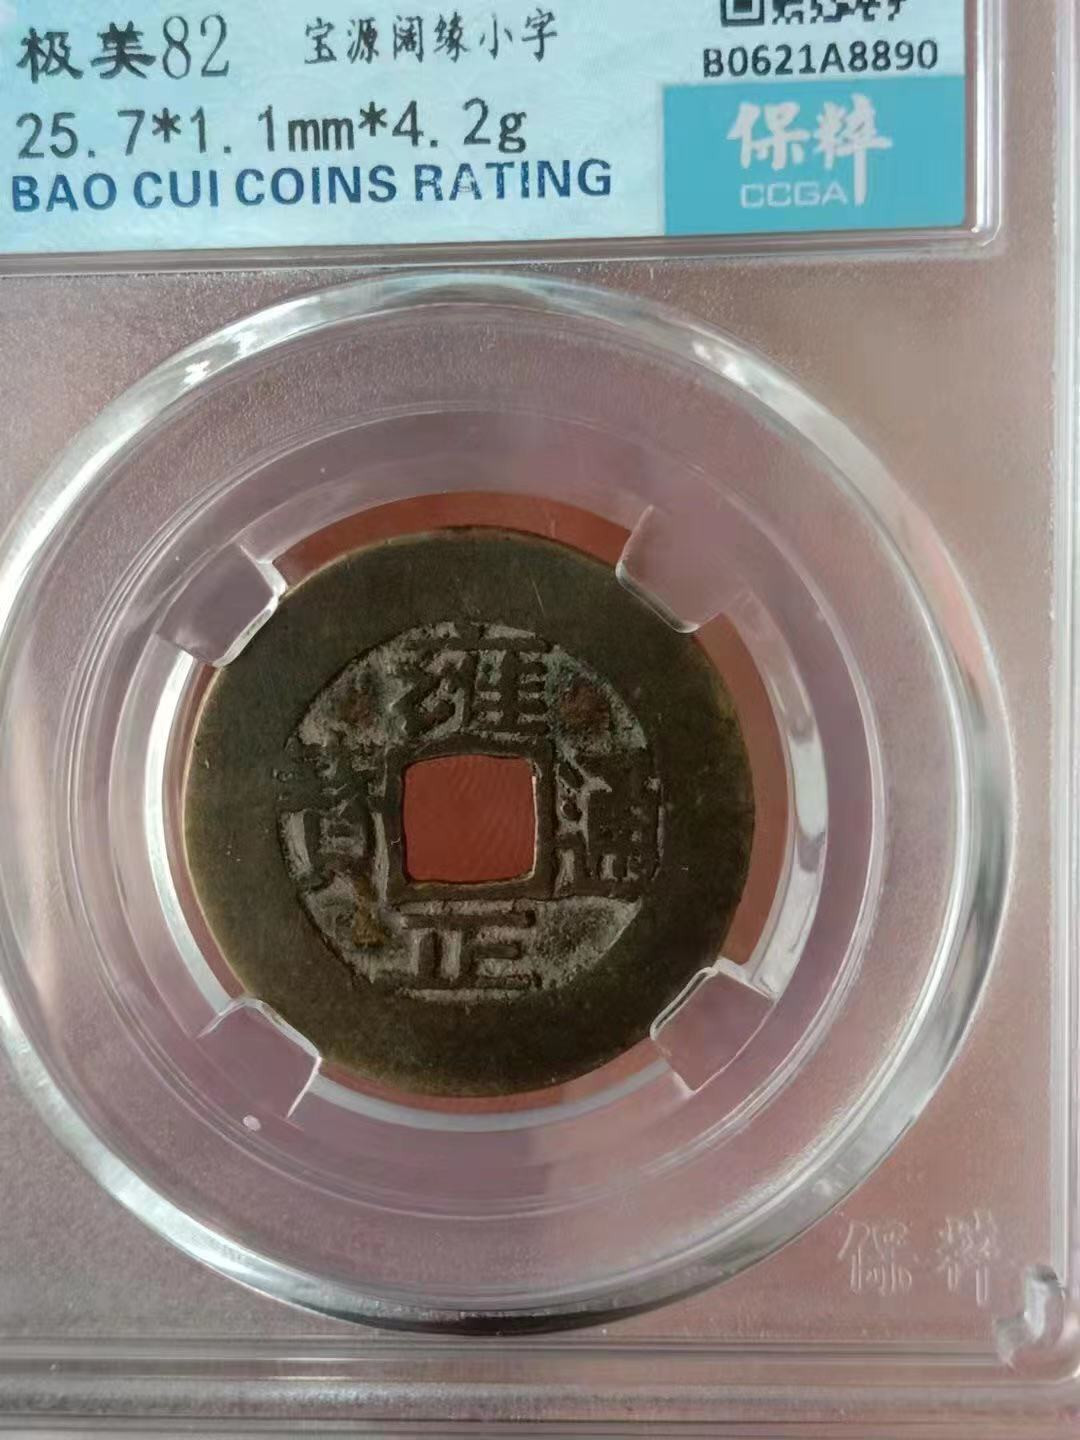 极美82 宝源阔缘小字
B0621A8890
25.7*1.1mm*4.2g
BAO CUI COINS RATING
保粹
CCGA
雍
寶 通
正
保粹